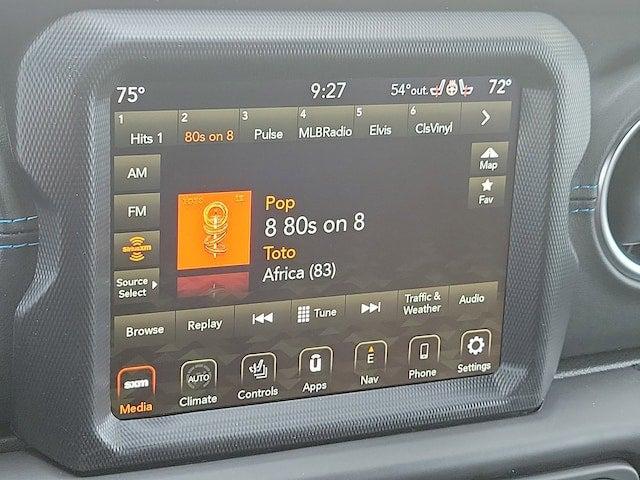 75° 9:27 54°out. 72°
1 Hits 1 2 80s on 8 3 Pulse 4 MLBRadio 5 Elvis 6 ClsVinyl
AM
Map
FM
Fav
Pop
8 80s on 8
SiriusXM
Toto
Source Select
Africa (83)
Browse Replay Tune Traffic & Weather Audio
sxm AUTO E
Media Climate Controls Apps Nav Phone Settings